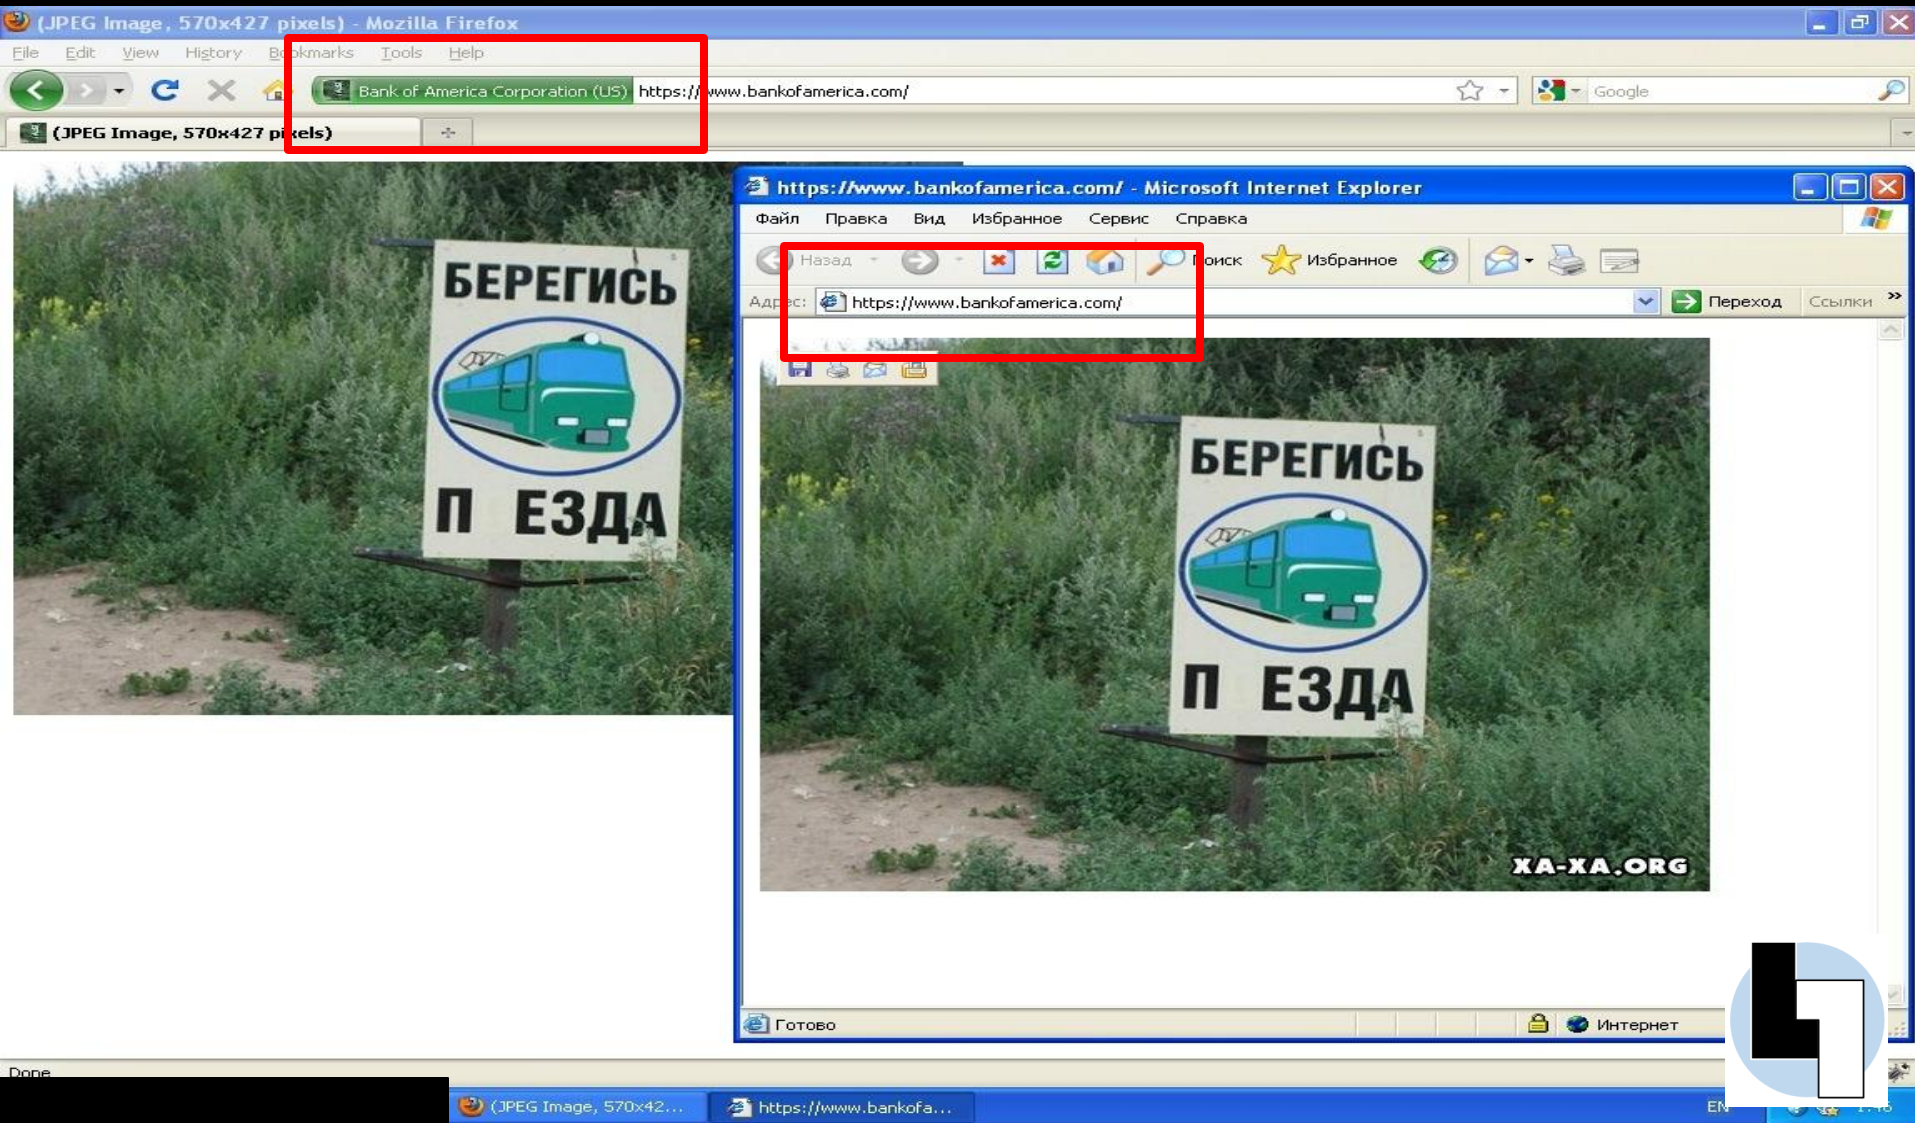 (JPEG Image, 570x427 pixels) - Mozilla Firefox
File Edit View History Bookmarks Tools Help
Bank of America Corporation (US) https://www.bankofamerica.com/
Google
(JPEG Image, 570x427 pixels)
БЕРЕГИСЬ
П ЕЗДА
https://www.bankofamerica.com/ - Microsoft Internet Explorer
Файл Правка Вид Избранное Сервис Справка
Назад Поиск Избранное
Адрес: https://www.bankofamerica.com/ Переход Ссылки »
БЕРЕГИСЬ
П ЕЗДА
XA-XA.ORG
Готово Интернет
Done
(JPEG Image, 570x42... https://www.bankofa... EN